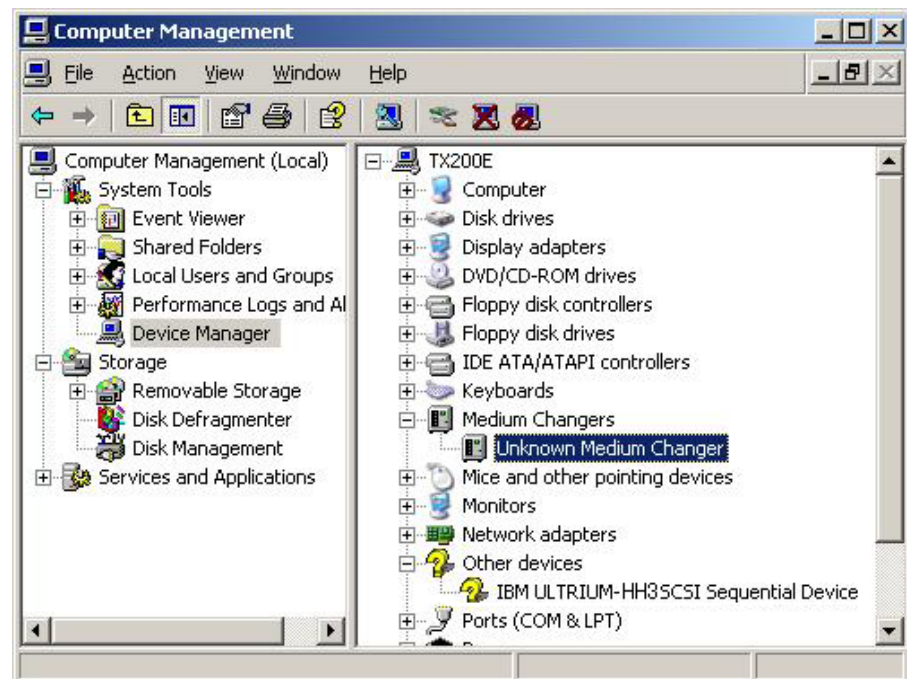 Computer Management
File Action View Window Help
Computer Management (Local)
System Tools
Event Viewer
Shared Folders
Local Users and Groups
Performance Logs and Al
Device Manager
Storage
Removable Storage
Disk Defragmenter
Disk Management
Services and Applications
TX200E
Computer
Disk drives
Display adapters
DVD/CD-ROM drives
Floppy disk controllers
Floppy disk drives
IDE ATA/ATAPI controllers
Keyboards
Medium Changers
Unknown Medium Changer
Mice and other pointing devices
Monitors
Network adapters
Other devices
IBM ULTRIUM-HH3SCSI Sequential Device
Ports (COM & LPT)